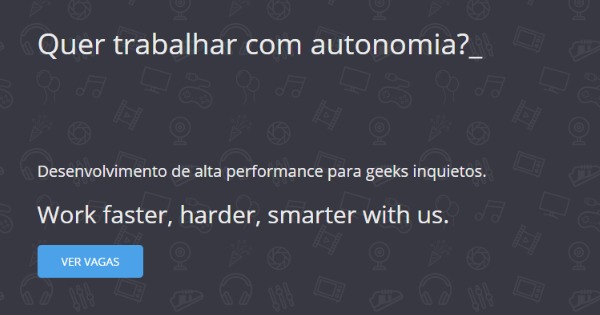 Quer trabalhar com autonomia?_
Desenvolvimento de alta performance para geeks inquietos.
Work faster, harder, smarter with us.
VER VAGAS